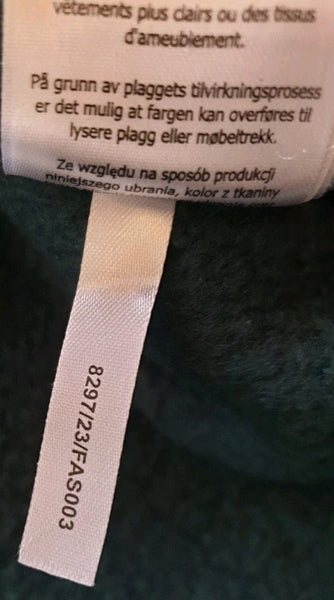 vêtements plus clairs ou des tissus
d'ameublement.
På grunn av plaggets tilvirkningsprosess
er det mulig at fargen kan overføres til
lysere plagg eller møbeltrekk.
Ze względu na sposób produkcji
niniejszego ubrania, kolor z tkaniny
8297/23/FAS003